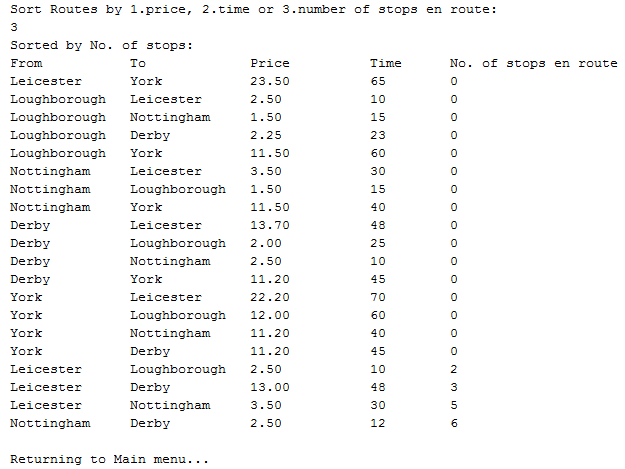 Sort Routes by 1.price, 2.time or 3.number of stops en route:
3
Sorted by No. of stops:
From To Price Time No. of stops en route
Leicester York 23.50 65 0
Loughborough Leicester 2.50 10 0
Loughborough Nottingham 1.50 15 0
Loughborough Derby 2.25 23 0
Loughborough York 11.50 60 0
Nottingham Leicester 3.50 30 0
Nottingham Loughborough 1.50 15 0
Nottingham York 11.50 40 0
Derby Leicester 13.70 48 0
Derby Loughborough 2.00 25 0
Derby Nottingham 2.50 10 0
Derby York 11.20 45 0
York Leicester 22.20 70 0
York Loughborough 12.00 60 0
York Nottingham 11.20 40 0
York Derby 11.20 45 0
Leicester Loughborough 2.50 10 2
Leicester Derby 13.00 48 3
Leicester Nottingham 3.50 30 5
Nottingham Derby 2.50 12 6
Returning to Main menu...